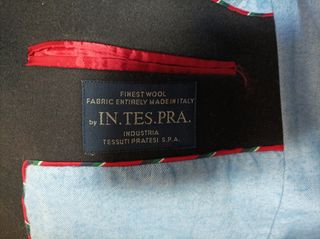 FINEST WOOL
FABRIC ENTIRELY MADE IN ITALY
by IN.TES.PRA.
INDUSTRIA
TESSUTI PRATESI S.P.A.